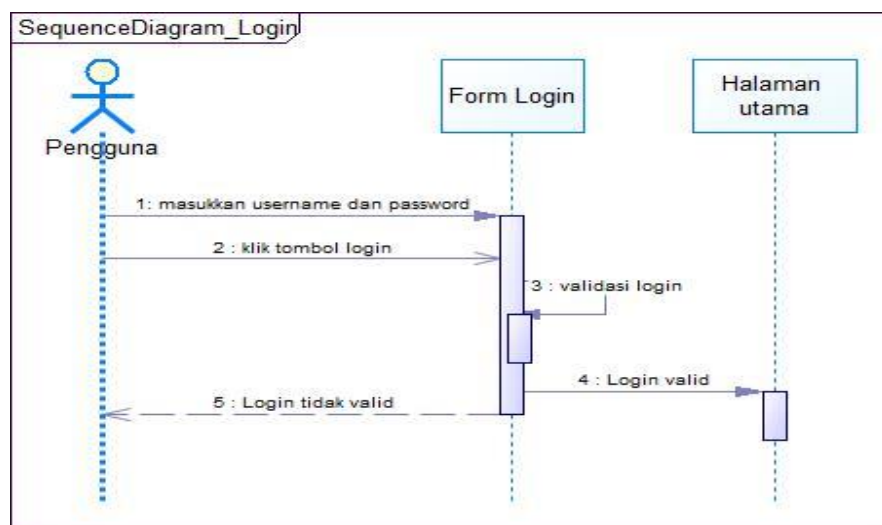 SequenceDiagram_Login
Pengguna
Form Login
Halaman
utama
1: masukkan username dan password
2 : klik tombol login
3 : validasi login
4 : Login valid
5 : Login tidak valid